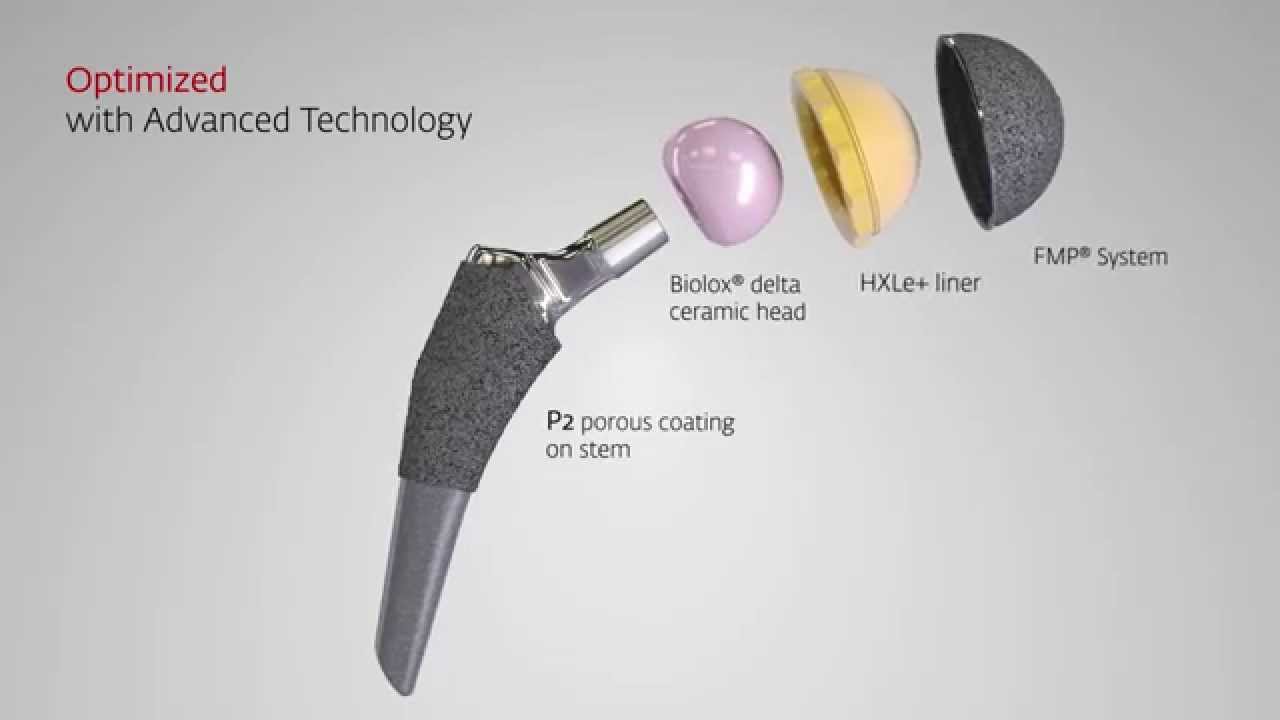 Optimized
with Advanced Technology
Biolox® delta
ceramic head
HXLe+ liner
FMP® System
P2 porous coating
on stem